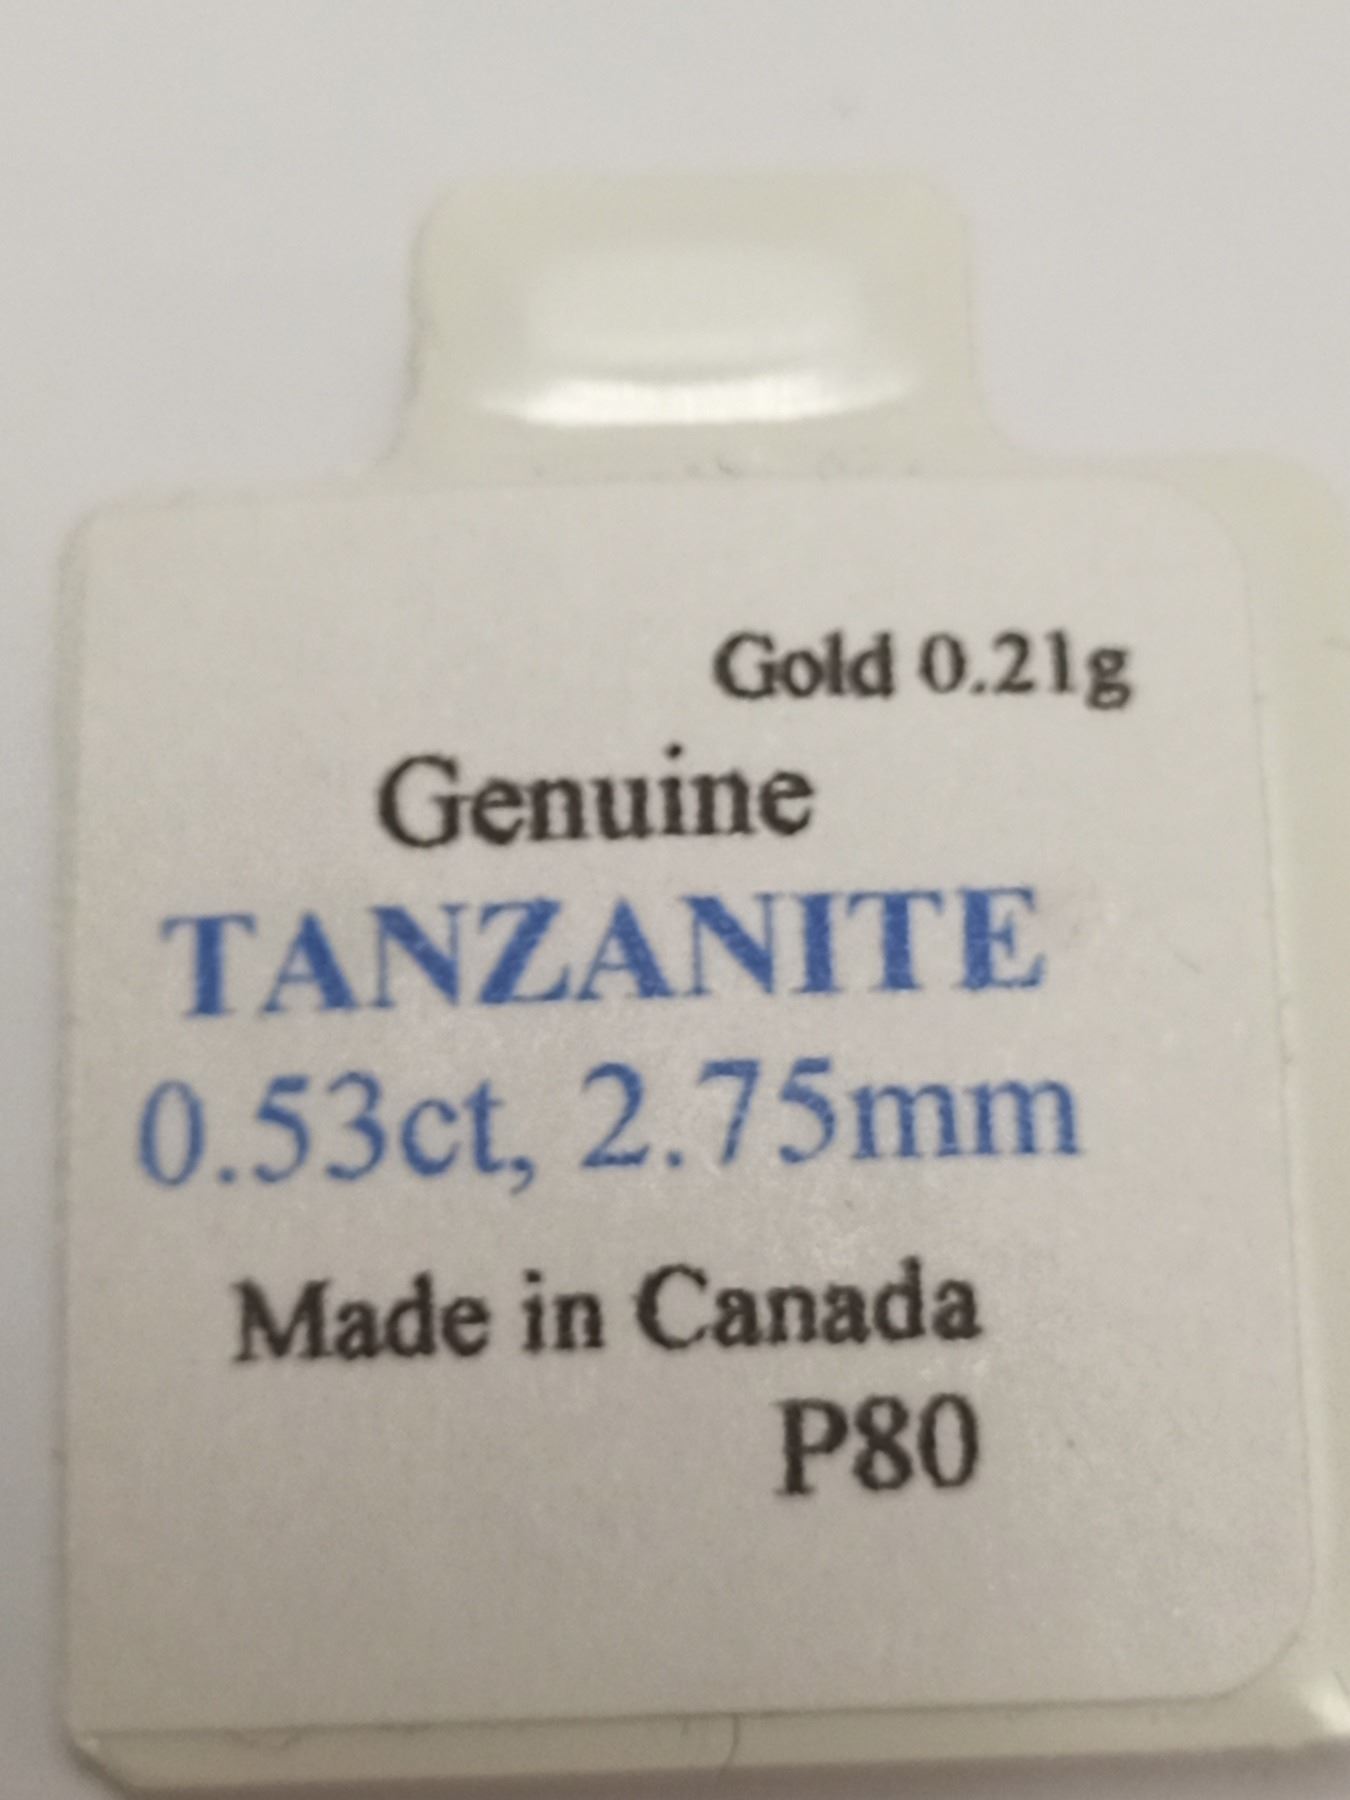 Gold 0.21g
Genuine
TANZANITE
0.53ct, 2.75mm
Made in Canada
P80